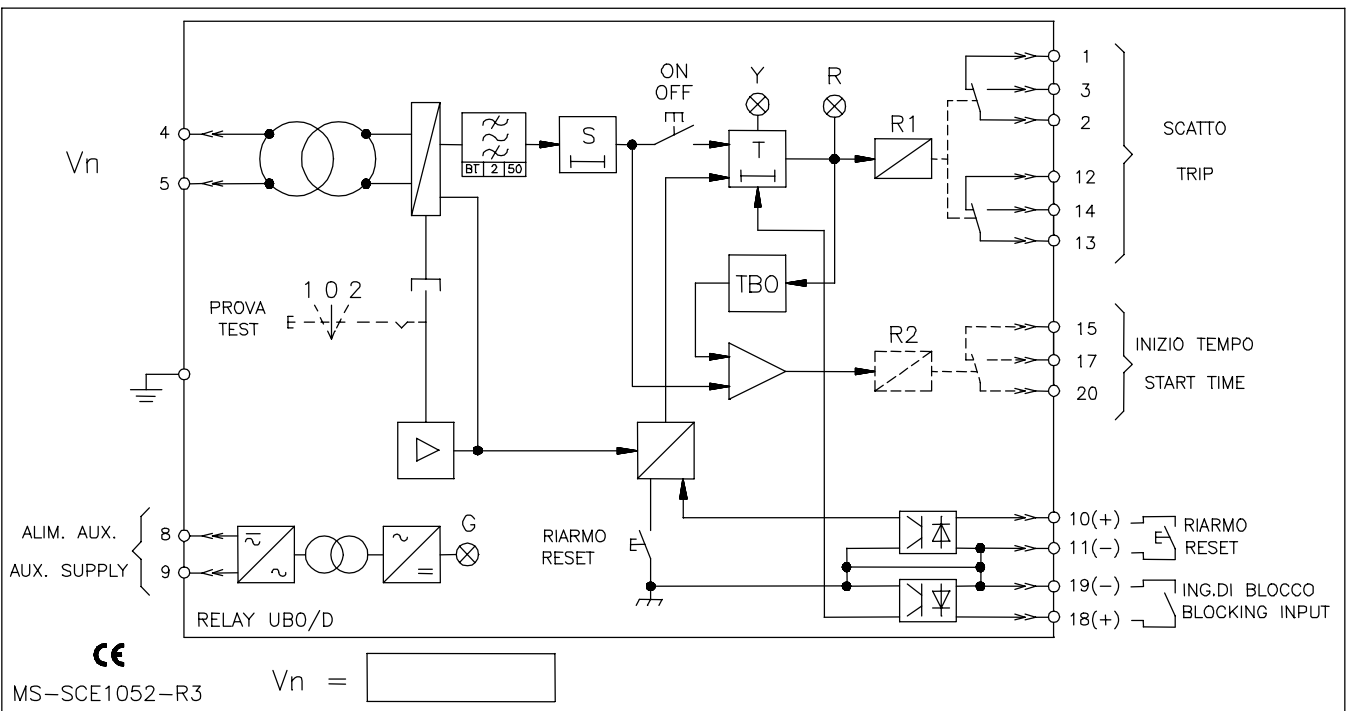 Vn
4
5
BT 2 50
S
ON
OFF
Y
T
R
R1
1
3
2
12
14
13
SCATTO
TRIP
TBO
PROVA
TEST
1 0 2
E
R2
15
17
20
INIZIO TEMPO
START TIME
ALIM. AUX.
AUX. SUPPLY
8
9
G
RIARMO
RESET
E
10(+)
11(-)
19(-)
18(+)
RIARMO
RESET
ING.DI BLOCCO
BLOCKING INPUT
RELAY UBO/D
CE
MS-SCE1052-R3
Vn =